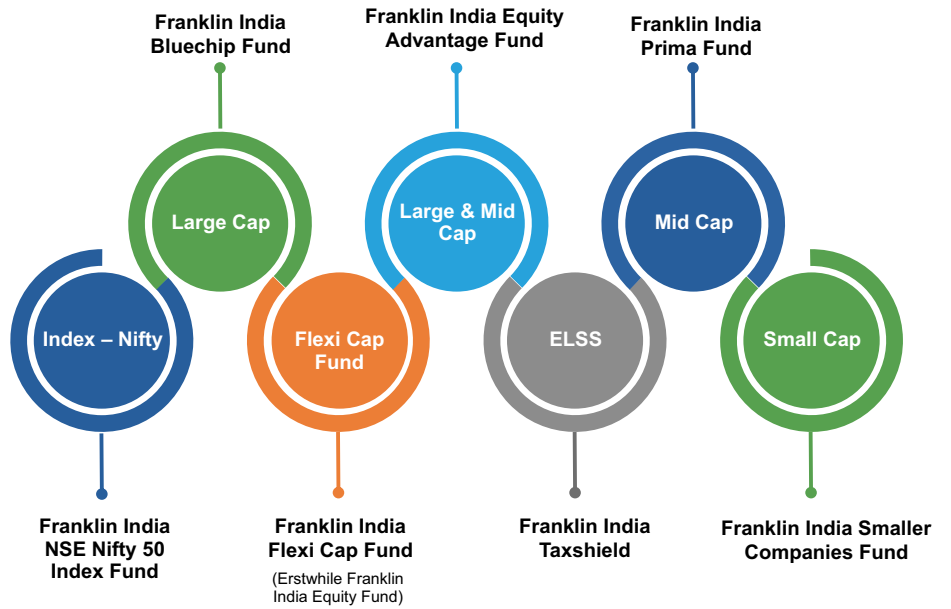 Franklin India
Bluechip Fund
Franklin India Equity
Advantage Fund
Franklin India
Prima Fund
Large Cap
Large & Mid
Cap
Mid Cap
Index – Nifty
Flexi Cap
Fund
ELSS
Small Cap
Franklin India
NSE Nifty 50
Index Fund
Franklin India
Flexi Cap Fund
(Erstwhile Franklin
India Equity Fund)
Franklin India
Taxshield
Franklin India Smaller
Companies Fund